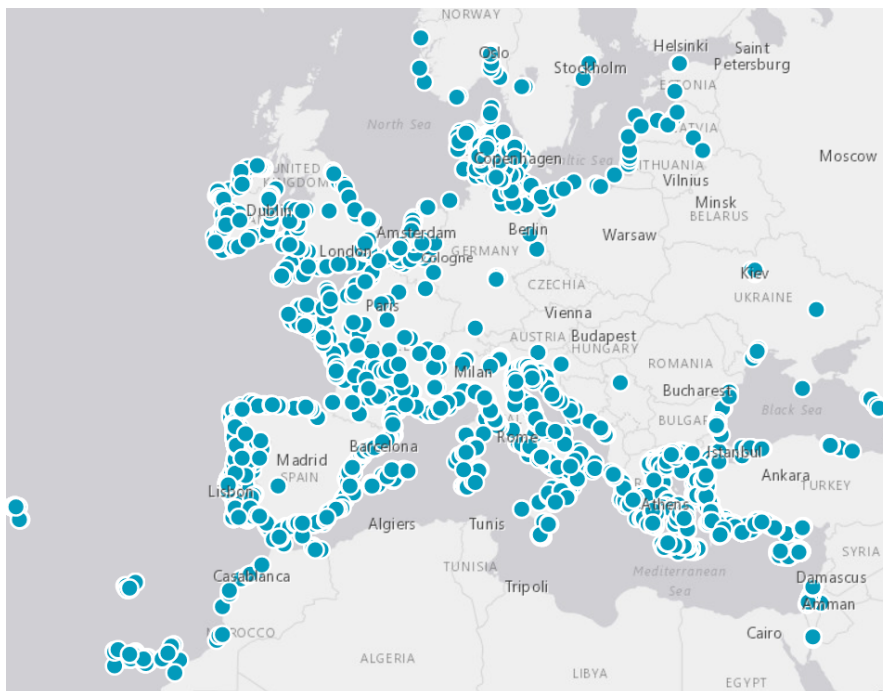 NORWAY
Oslo
Helsinki
Saint
Petersburg
Stockholm
ESTONIA
North Sea
LATVIA
Copenhagen
Baltic Sea
Moscow
UNITED
KINGDOM
LITHUANIA
Vilnius
Dublin
Minsk
BELARUS
Amsterdam
Berlin
Warsaw
London
GERMANY
Cologne
Kiev
CZECHIA
UKRAINE
Paris
Vienna
AUSTRIA
Budapest
HUNGARY
Milan
ROMANIA
Bucharest
Black Sea
BULGAR
Rome
Barcelona
Istanbul
Madrid
SPAIN
Ankara
TURKEY
Lisbon
Athens
Algiers
Tunis
SYRIA
TUNISIA
Mediterranean
Sea
Casablanca
Damascus
Tripoli
Amman
MOROCCO
Cairo
ALGERIA
LIBYA
EGYPT